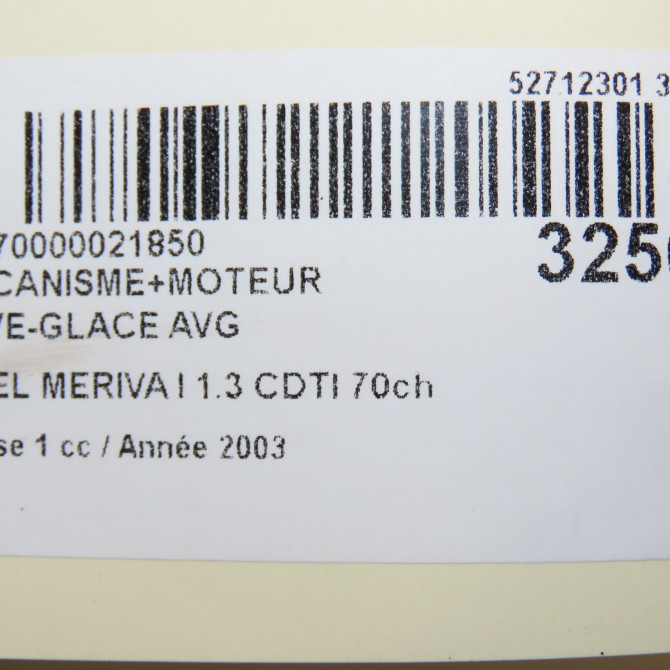 52712301 3
70000021850
325
CANISME+MOTEUR
VE-GLACE AVG
EL MERIVA I 1.3 CDTI 70ch
se 1 cc / Année 2003